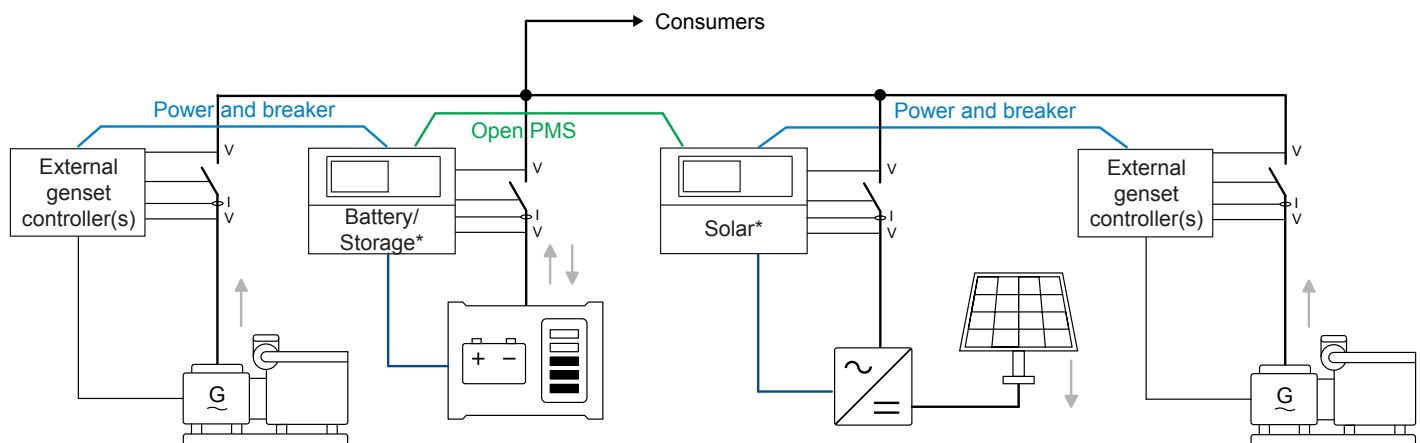 Consumers
Power and breaker
Open PMS
Power and breaker
External
genset
controller(s)
V
I
V
Battery/
Storage*
V
I
V
Solar*
V
I
V
External
genset
controller(s)
V
I
V
+ −
G
~
~
=
G
~